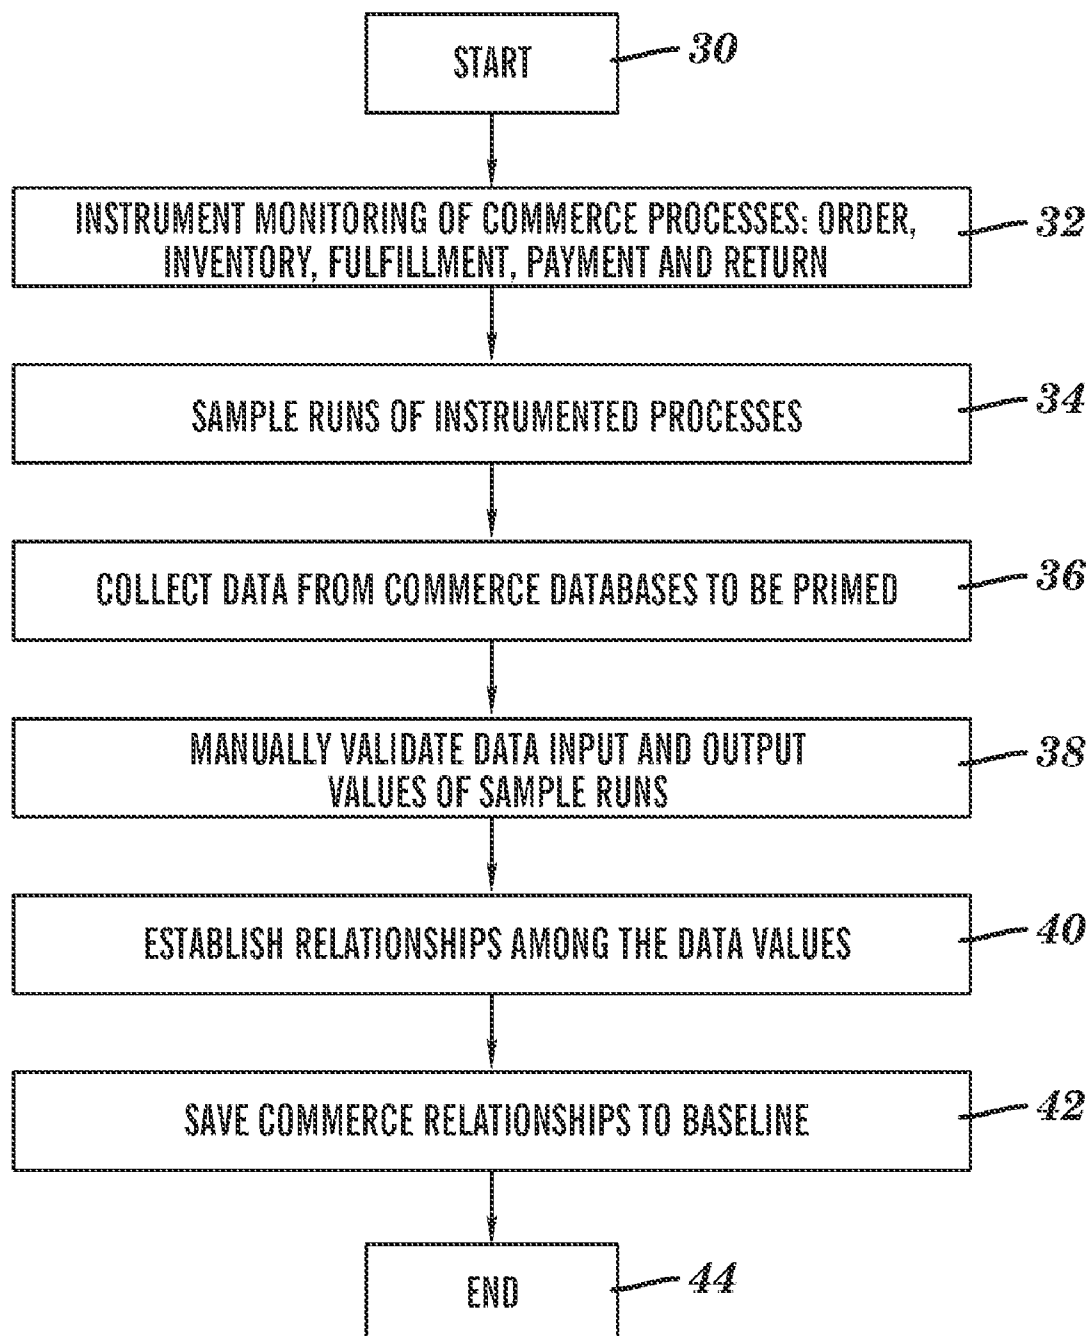 START
30
INSTRUMENT MONITORING OF COMMERCE PROCESSES: ORDER,
INVENTORY, FULFILLMENT, PAYMENT AND RETURN
32
SAMPLE RUNS OF INSTRUMENTED PROCESSES
34
COLLECT DATA FROM COMMERCE DATABASES TO BE PRIMED
36
MANUALLY VALIDATE DATA INPUT AND OUTPUT
VALUES OF SAMPLE RUNS
38
ESTABLISH RELATIONSHIPS AMONG THE DATA VALUES
40
SAVE COMMERCE RELATIONSHIPS TO BASELINE
42
END
44